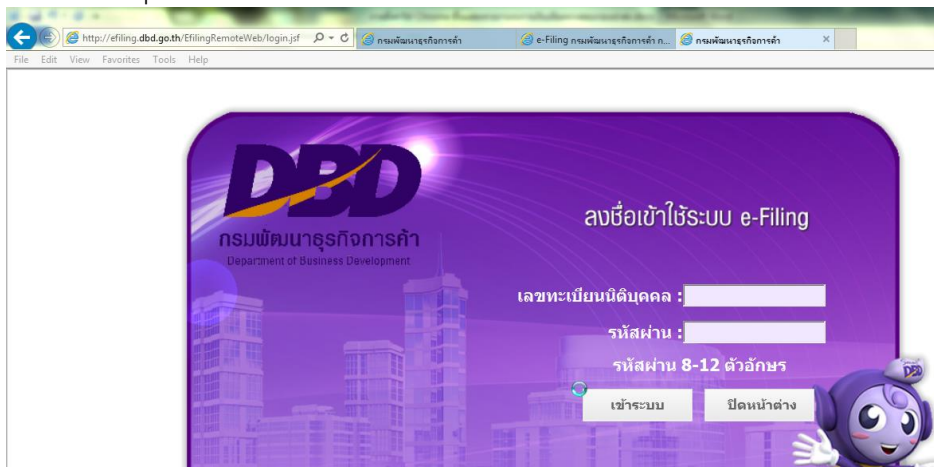 http://efiling.dbd.go.th/EfilingRemoteWeb/login.jsf
กรมพัฒนาธุรกิจการค้า
e-Filing กรมพัฒนาธุรกิจการค้า ก...
กรมพัฒนาธุรกิจการค้า
File Edit View Favorites Tools Help
DBD
กรมพัฒนาธุรกิจการค้า
Department of Business Development
ลงชื่อเข้าใช้ระบบ e-Filing
เลขทะเบียนนิติบุคคล :
รหัสผ่าน :
รหัสผ่าน 8-12 ตัวอักษร
เข้าระบบ
ปิดหน้าต่าง
DBD